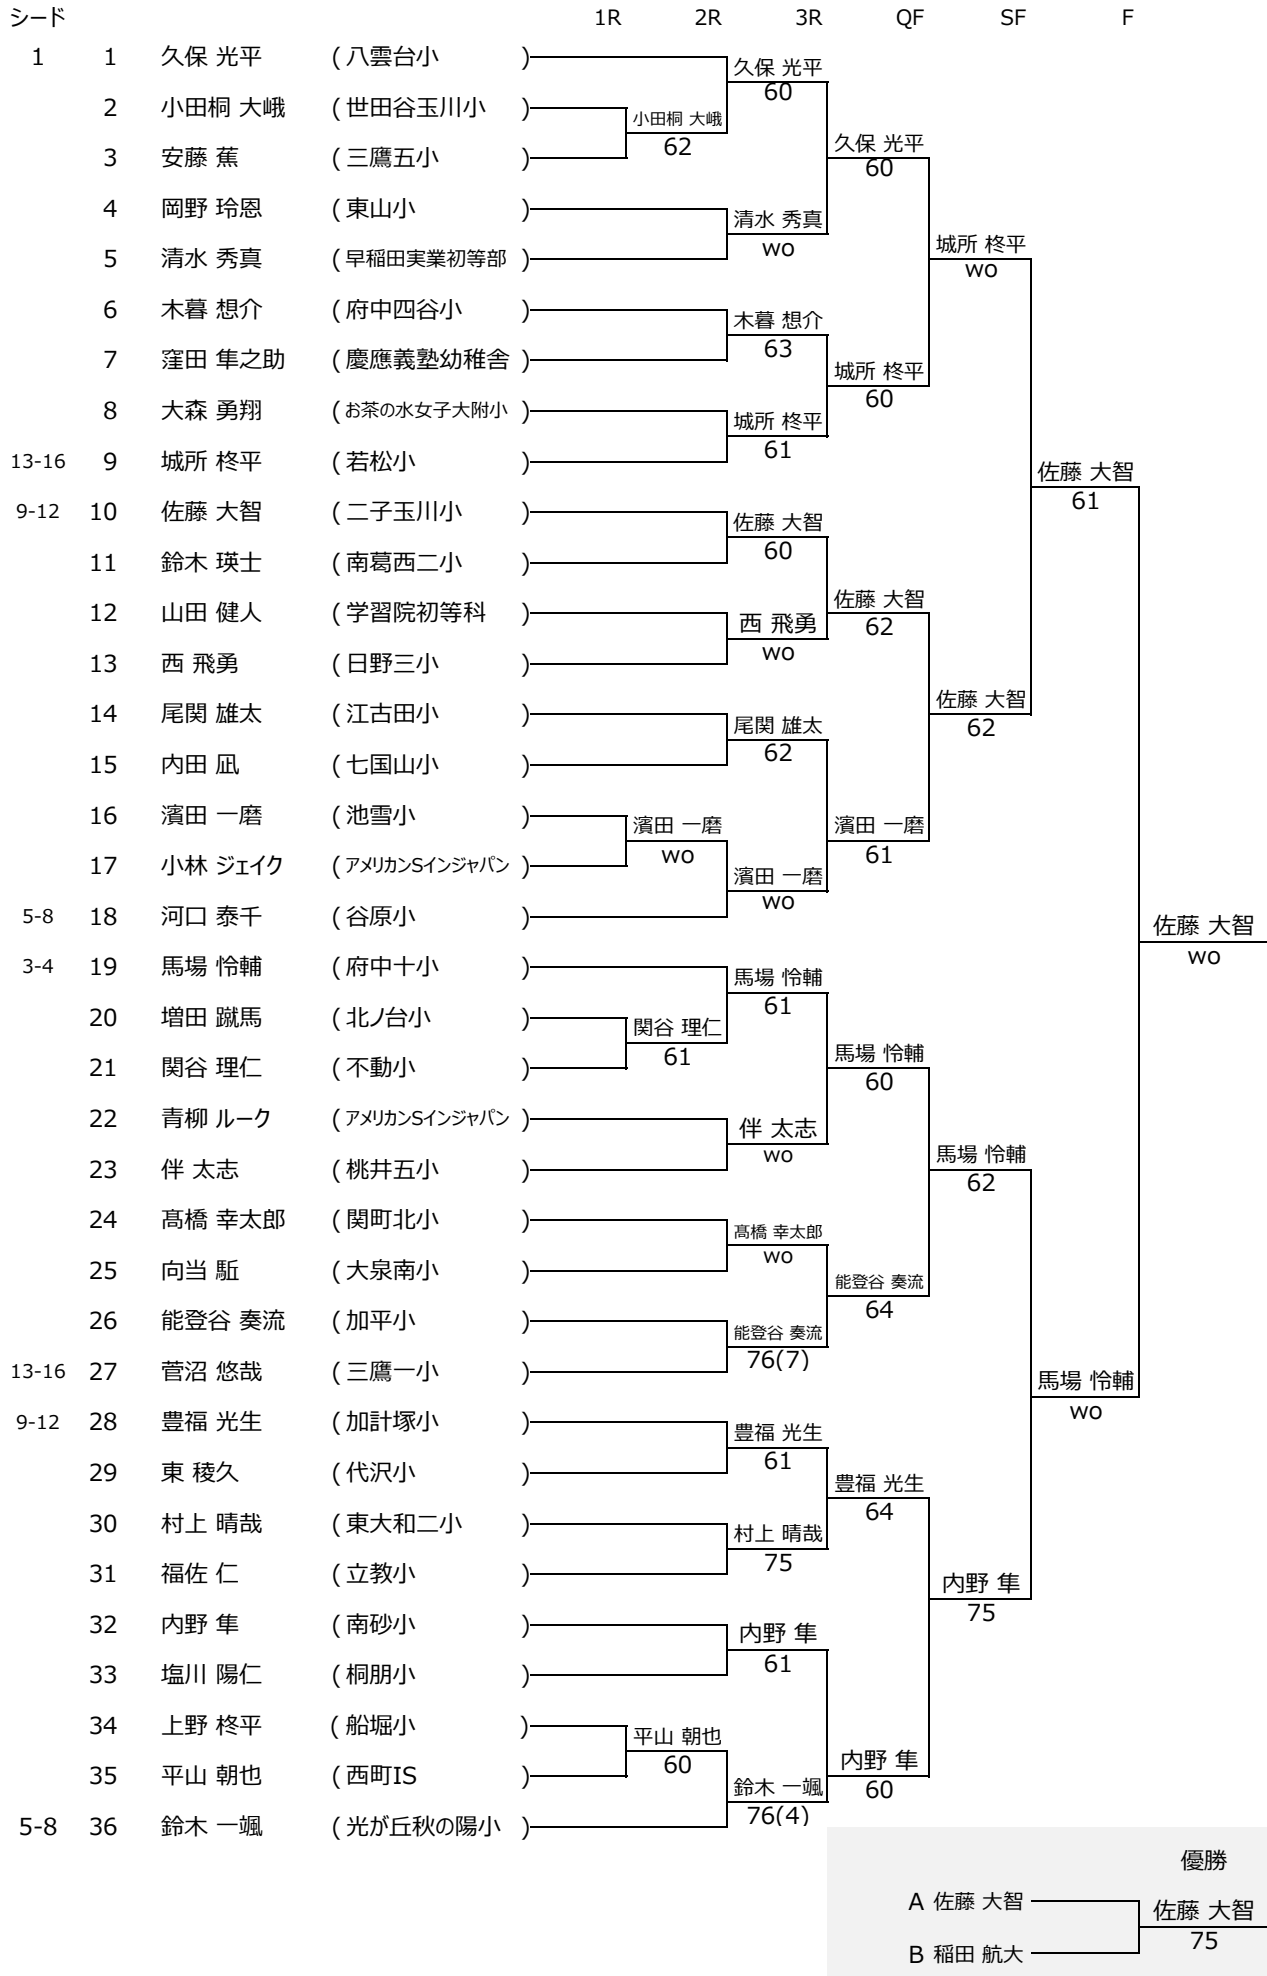 シード 1R 2R 3R QF SF F
1 1 久保 光平 ( 八雲台小 )
久保 光平
60
2 小田桐 大峨 ( 世田谷玉川小 )
小田桐 大峨
62
3 安藤 蕉 ( 三鷹五小 )
久保 光平
60
4 岡野 玲恩 ( 東山小 )
清水 秀真
wo
5 清水 秀真 ( 早稲田実業初等部 )
城所 柊平
wo
6 木暮 想介 ( 府中四谷小 )
木暮 想介
63
7 窪田 隼之助 ( 慶應義塾幼稚舎 )
城所 柊平
60
8 大森 勇翔 ( お茶の水女子大附小 )
城所 柊平
61
13-16 9 城所 柊平 ( 若松小 )
佐藤 大智
61
9-12 10 佐藤 大智 ( 二子玉川小 )
佐藤 大智
60
11 鈴木 瑛士 ( 南葛西二小 )
佐藤 大智
62
12 山田 健人 ( 学習院初等科 )
西 飛勇
wo
13 西 飛勇 ( 日野三小 )
佐藤 大智
62
14 尾関 雄太 ( 江古田小 )
尾関 雄太
62
15 内田 凪 ( 七国山小 )
16 濱田 一磨 ( 池雪小 )
濱田 一磨
wo
濱田 一磨
61
17 小林 ジェイク ( アメリカンSインジャパン )
濱田 一磨
wo
5-8 18 河口 泰千 ( 谷原小 )
佐藤 大智
wo
3-4 19 馬場 怜輔 ( 府中十小 )
馬場 怜輔
61
20 増田 蹴馬 ( 北ノ台小 )
関谷 理仁
61
21 関谷 理仁 ( 不動小 )
馬場 怜輔
60
22 青柳 ルーク ( アメリカンSインジャパン )
伴 太志
wo
23 伴 太志 ( 桃井五小 )
馬場 怜輔
62
24 髙橋 幸太郎 ( 関町北小 )
髙橋 幸太郎
wo
25 向当 駈 ( 大泉南小 )
能登谷 奏流
64
26 能登谷 奏流 ( 加平小 )
能登谷 奏流
76(7)
13-16 27 菅沼 悠哉 ( 三鷹一小 )
馬場 怜輔
wo
9-12 28 豊福 光生 ( 加計塚小 )
豊福 光生
61
29 東 稜久 ( 代沢小 )
豊福 光生
64
30 村上 晴哉 ( 東大和二小 )
村上 晴哉
75
31 福佐 仁 ( 立教小 )
内野 隼
75
32 内野 隼 ( 南砂小 )
内野 隼
61
33 塩川 陽仁 ( 桐朋小 )
34 上野 柊平 ( 船堀小 )
平山 朝也
60
35 平山 朝也 ( 西町IS )
内野 隼
60
鈴木 一颯
76(4)
5-8 36 鈴木 一颯 ( 光が丘秋の陽小 )
優勝
A 佐藤 大智
佐藤 大智
75
B 稲田 航大